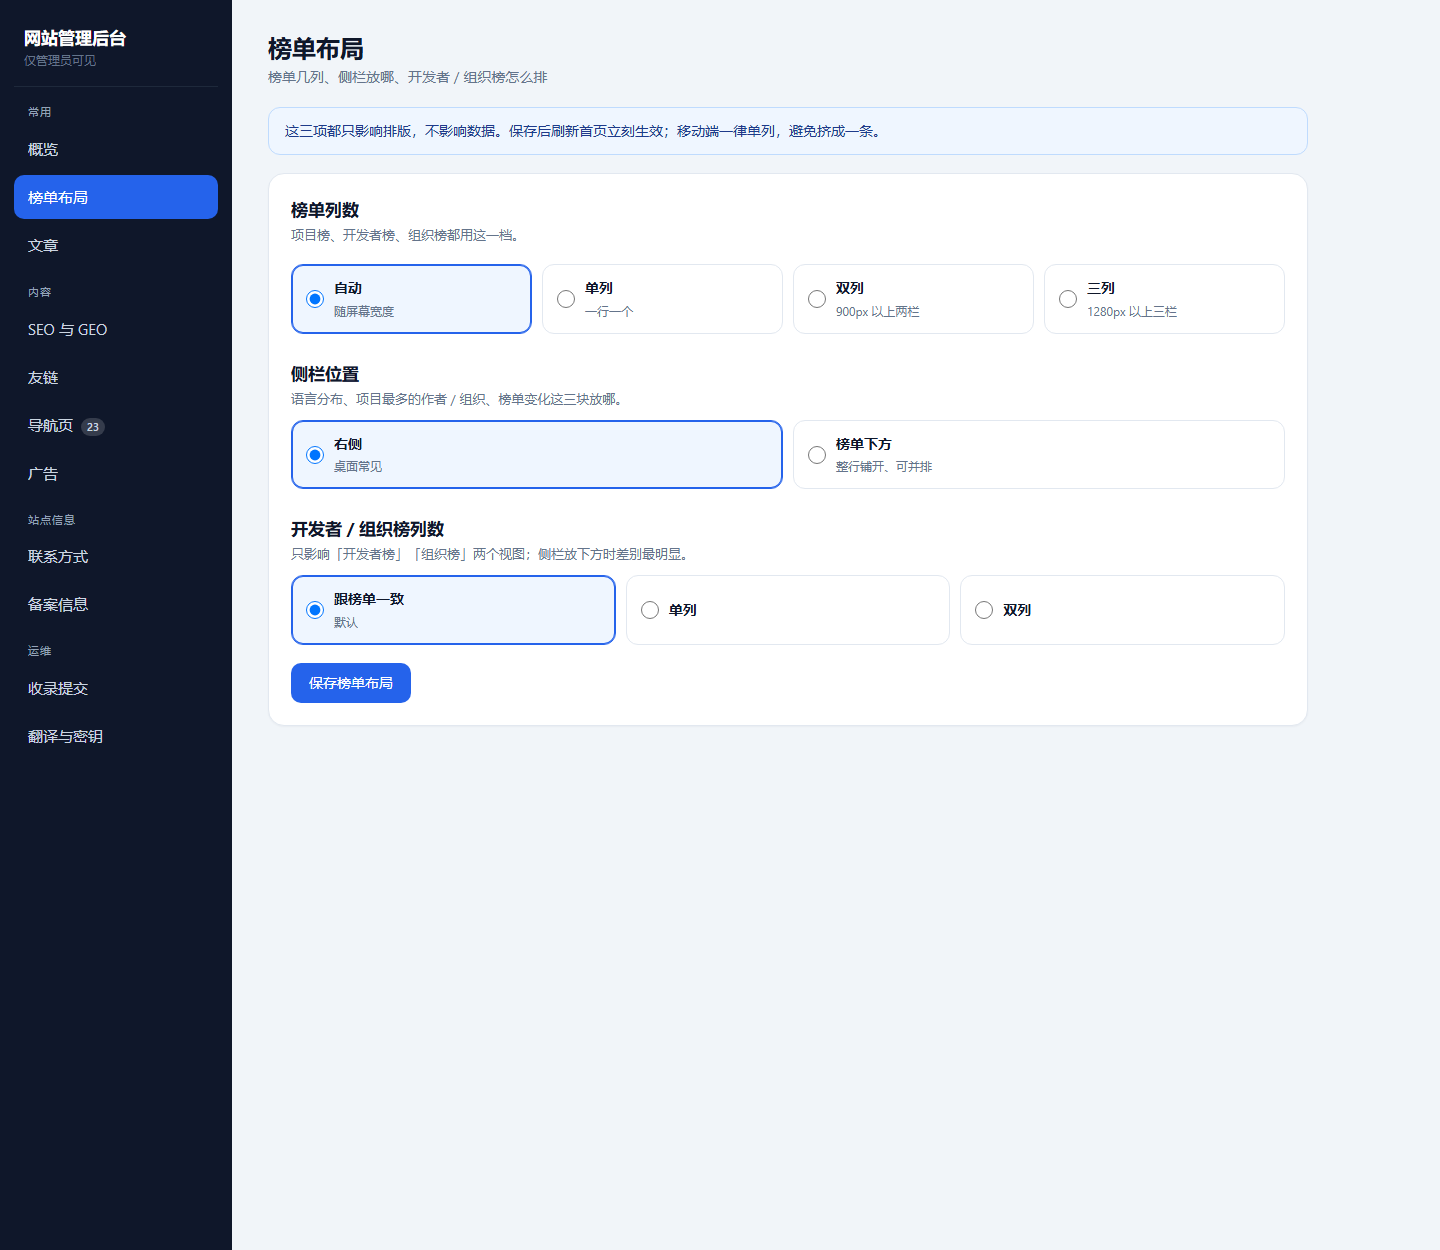 网站管理后台
仅管理员可见
常用
概览
榜单布局
文章
内容
SEO 与 GEO
友链
导航页 23
广告
站点信息
联系方式
备案信息
运维
收录提交
翻译与密钥
榜单布局
榜单几列、侧栏放哪、开发者 / 组织榜怎么排
这三项都只影响排版，不影响数据。保存后刷新首页立刻生效；移动端一律单列，避免挤成一条。
榜单列数
项目榜、开发者榜、组织榜都用这一档。
自动
随屏幕宽度
单列
一行一个
双列
900px 以上两栏
三列
1280px 以上三栏
侧栏位置
语言分布、项目最多的作者 / 组织、榜单变化这三块放哪。
右侧
桌面常见
榜单下方
整行铺开、可并排
开发者 / 组织榜列数
只影响「开发者榜」「组织榜」两个视图；侧栏放下方时差别最明显。
跟榜单一致
默认
单列
双列
保存榜单布局